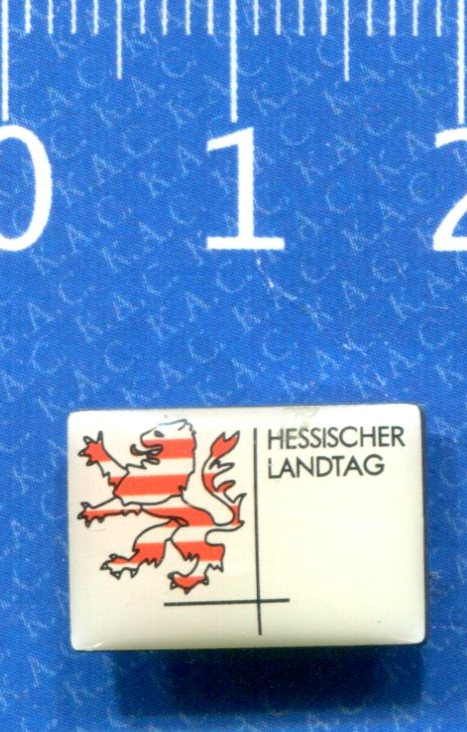 0 1 2
HESSISCHER
LANDTAG
K.A.C.